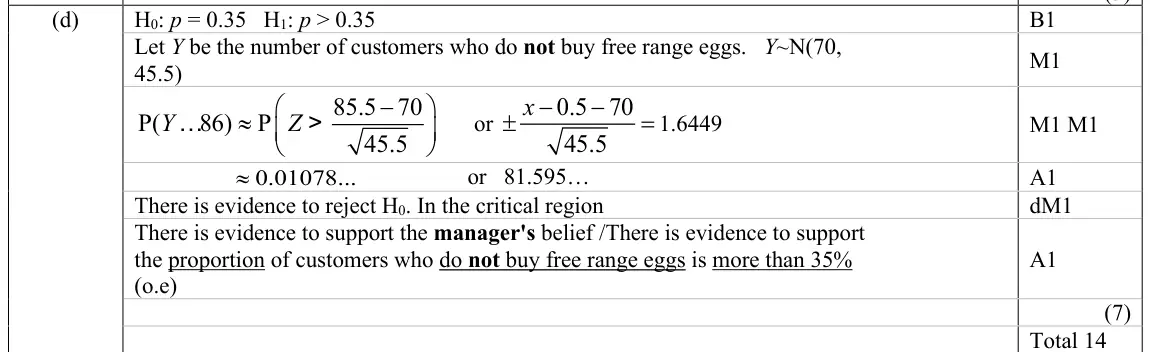 (d) H₀: p = 0.35 H₁: p > 0.35 B1
Let Y be the number of customers who do not buy free range eggs. Y~N(70,
45.5) M1
P(Y …86) ≈ P(Z > (85.5 − 70)/√45.5) or ± (x − 0.5 − 70)/√45.5 = 1.6449 M1 M1
≈ 0.01078... or 81.595… A1
There is evidence to reject H₀. In the critical region dM1
There is evidence to support the manager's belief /There is evidence to support
the proportion of customers who do not buy free range eggs is more than 35%
(o.e) A1
(7)
Total 14